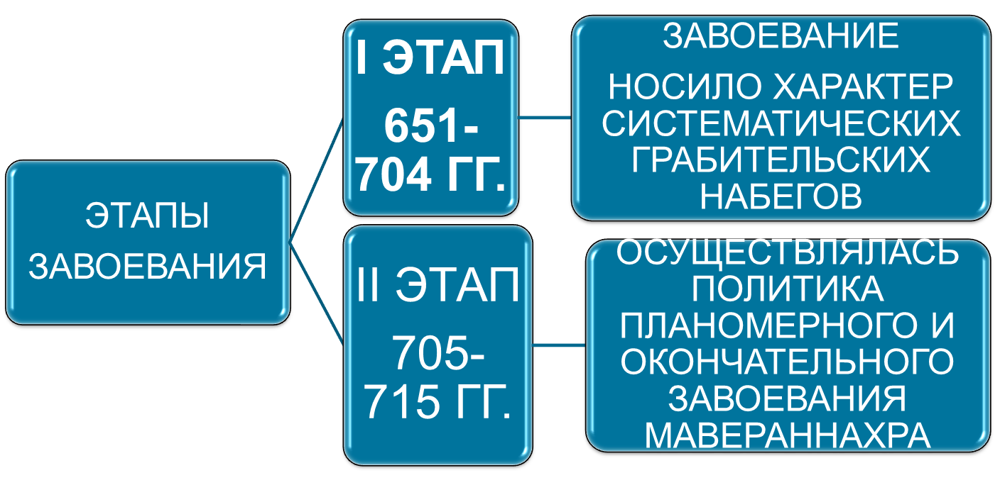 ЭТАПЫ
ЗАВОЕВАНИЯ
I ЭТАП
651-
704 ГГ.
ЗАВОЕВАНИЕ
НОСИЛО ХАРАКТЕР
СИСТЕМАТИЧЕСКИХ
ГРАБИТЕЛЬСКИХ
НАБЕГОВ
II ЭТАП
705-
715 ГГ.
ОСУЩЕСТВЛЯЛАСЬ
ПОЛИТИКА
ПЛАНОМЕРНОГО И
ОКОНЧАТЕЛЬНОГО
ЗАВОЕВАНИЯ
МАВЕРАННАХРА